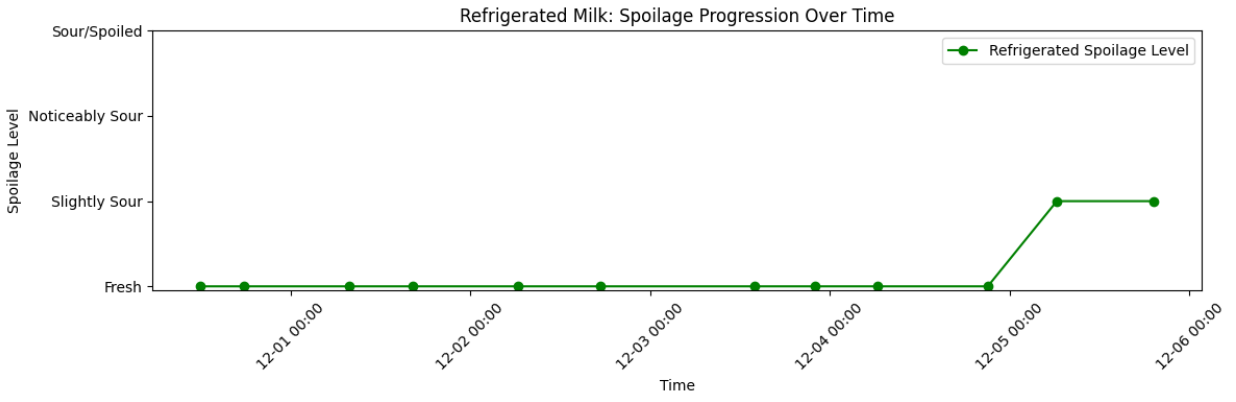 Refrigerated Milk: Spoilage Progression Over Time
Sour/Spoiled
Noticeably Sour
Slightly Sour
Fresh
Spoilage Level
Refrigerated Spoilage Level
12-01 00:00
12-02 00:00
12-03 00:00
12-04 00:00
12-05 00:00
12-06 00:00
Time